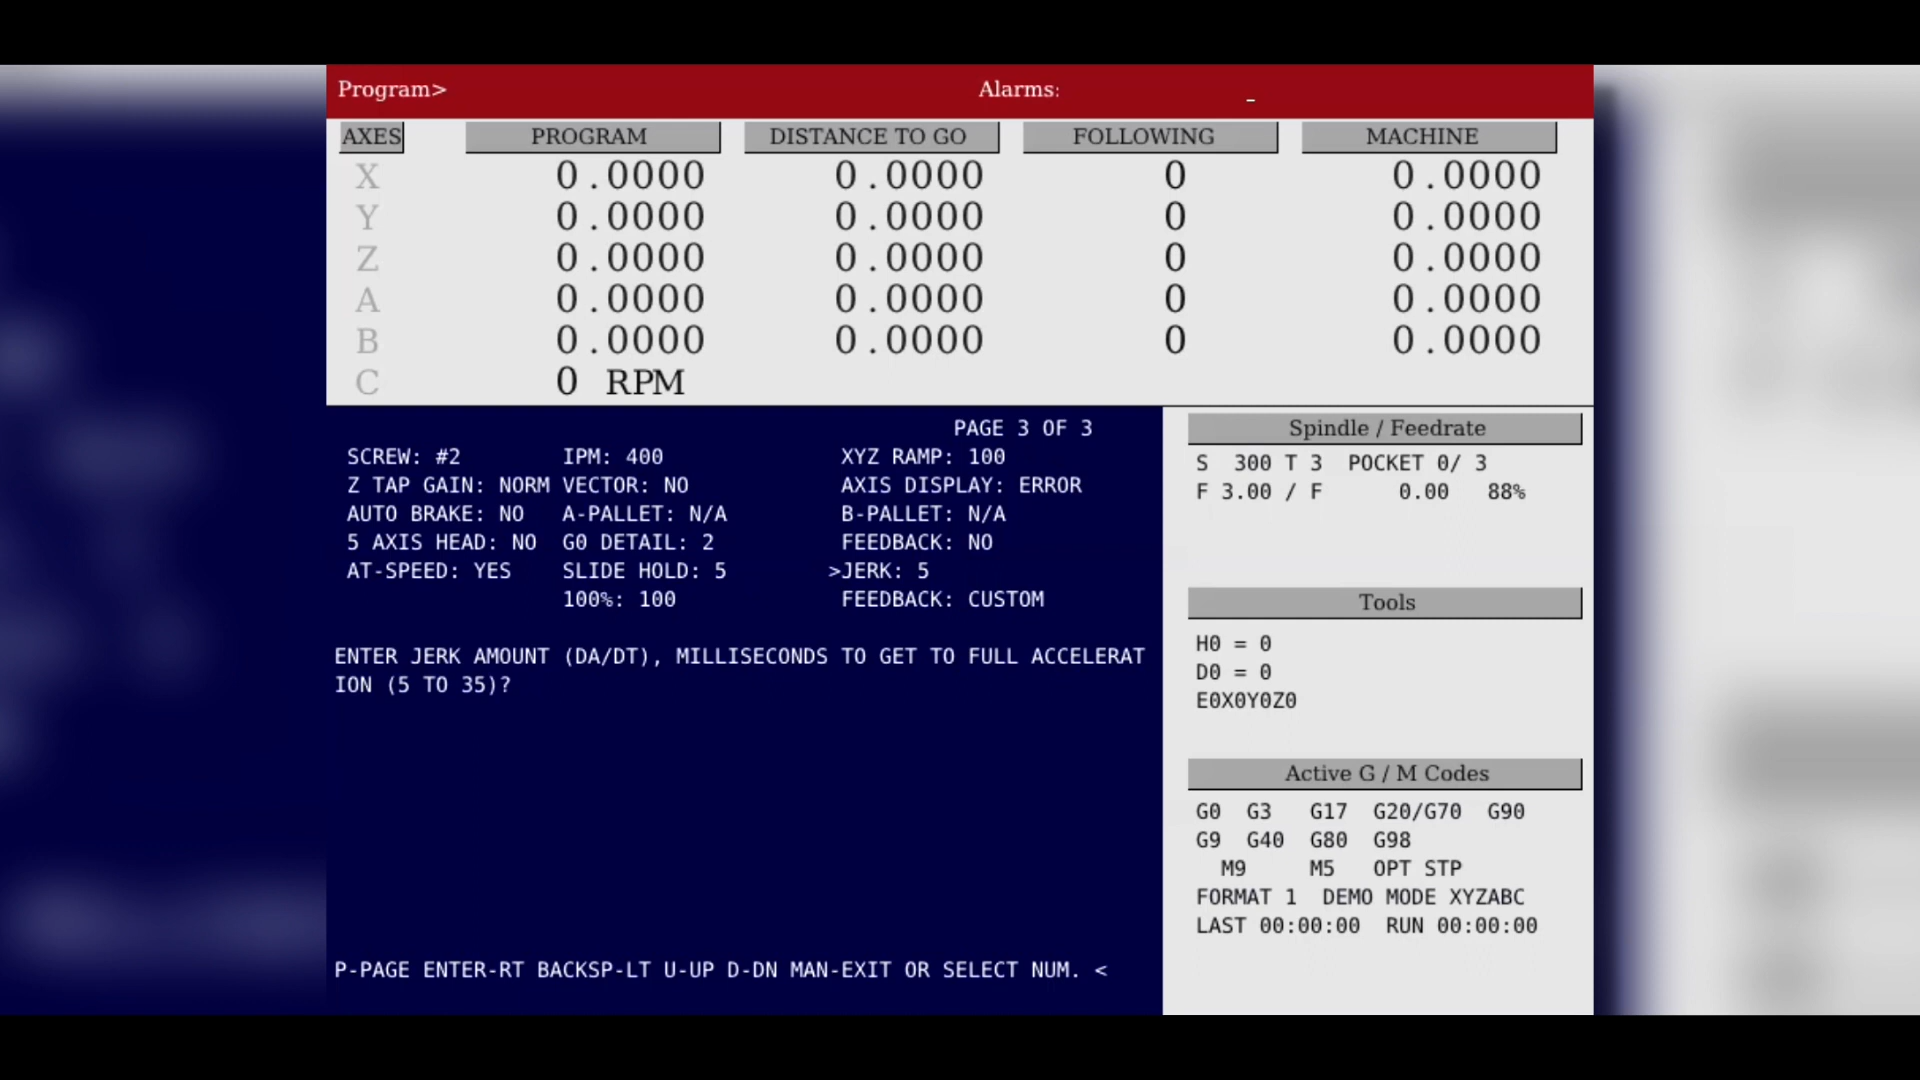 Program> Alarms: _
AXES PROGRAM DISTANCE TO GO FOLLOWING MACHINE
X 0.0000 0.0000 0 0.0000
Y 0.0000 0.0000 0 0.0000
Z 0.0000 0.0000 0 0.0000
A 0.0000 0.0000 0 0.0000
B 0.0000 0.0000 0 0.0000
C 0 RPM
PAGE 3 OF 3
SCREW: #2 IPM: 400 XYZ RAMP: 100
Z TAP GAIN: NORM VECTOR: NO AXIS DISPLAY: ERROR
AUTO BRAKE: NO A-PALLET: N/A B-PALLET: N/A
5 AXIS HEAD: NO G0 DETAIL: 2 FEEDBACK: NO
AT-SPEED: YES SLIDE HOLD: 5 >JERK: 5
100%: 100 FEEDBACK: CUSTOM
ENTER JERK AMOUNT (DA/DT), MILLISECONDS TO GET TO FULL ACCELERAT
ION (5 TO 35)?
P-PAGE ENTER-RT BACKSP-LT U-UP D-DN MAN-EXIT OR SELECT NUM. <
Spindle / Feedrate
S 300 T 3 POCKET 0/ 3
F 3.00 / F 0.00 88%
Tools
H0 = 0
D0 = 0
E0X0Y0Z0
Active G / M Codes
G0 G3 G17 G20/G70 G90
G9 G40 G80 G98
M9 M5 OPT STP
FORMAT 1 DEMO MODE XYZABC
LAST 00:00:00 RUN 00:00:00